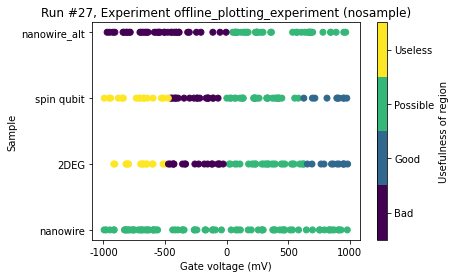 Run #27, Experiment offline_plotting_experiment (nosample)
nanowire_alt
spin qubit
2DEG
nanowire
Sample
-1000
-500
0
500
1000
Gate voltage (mV)
Useless
Possible
Good
Bad
Usefulness of region